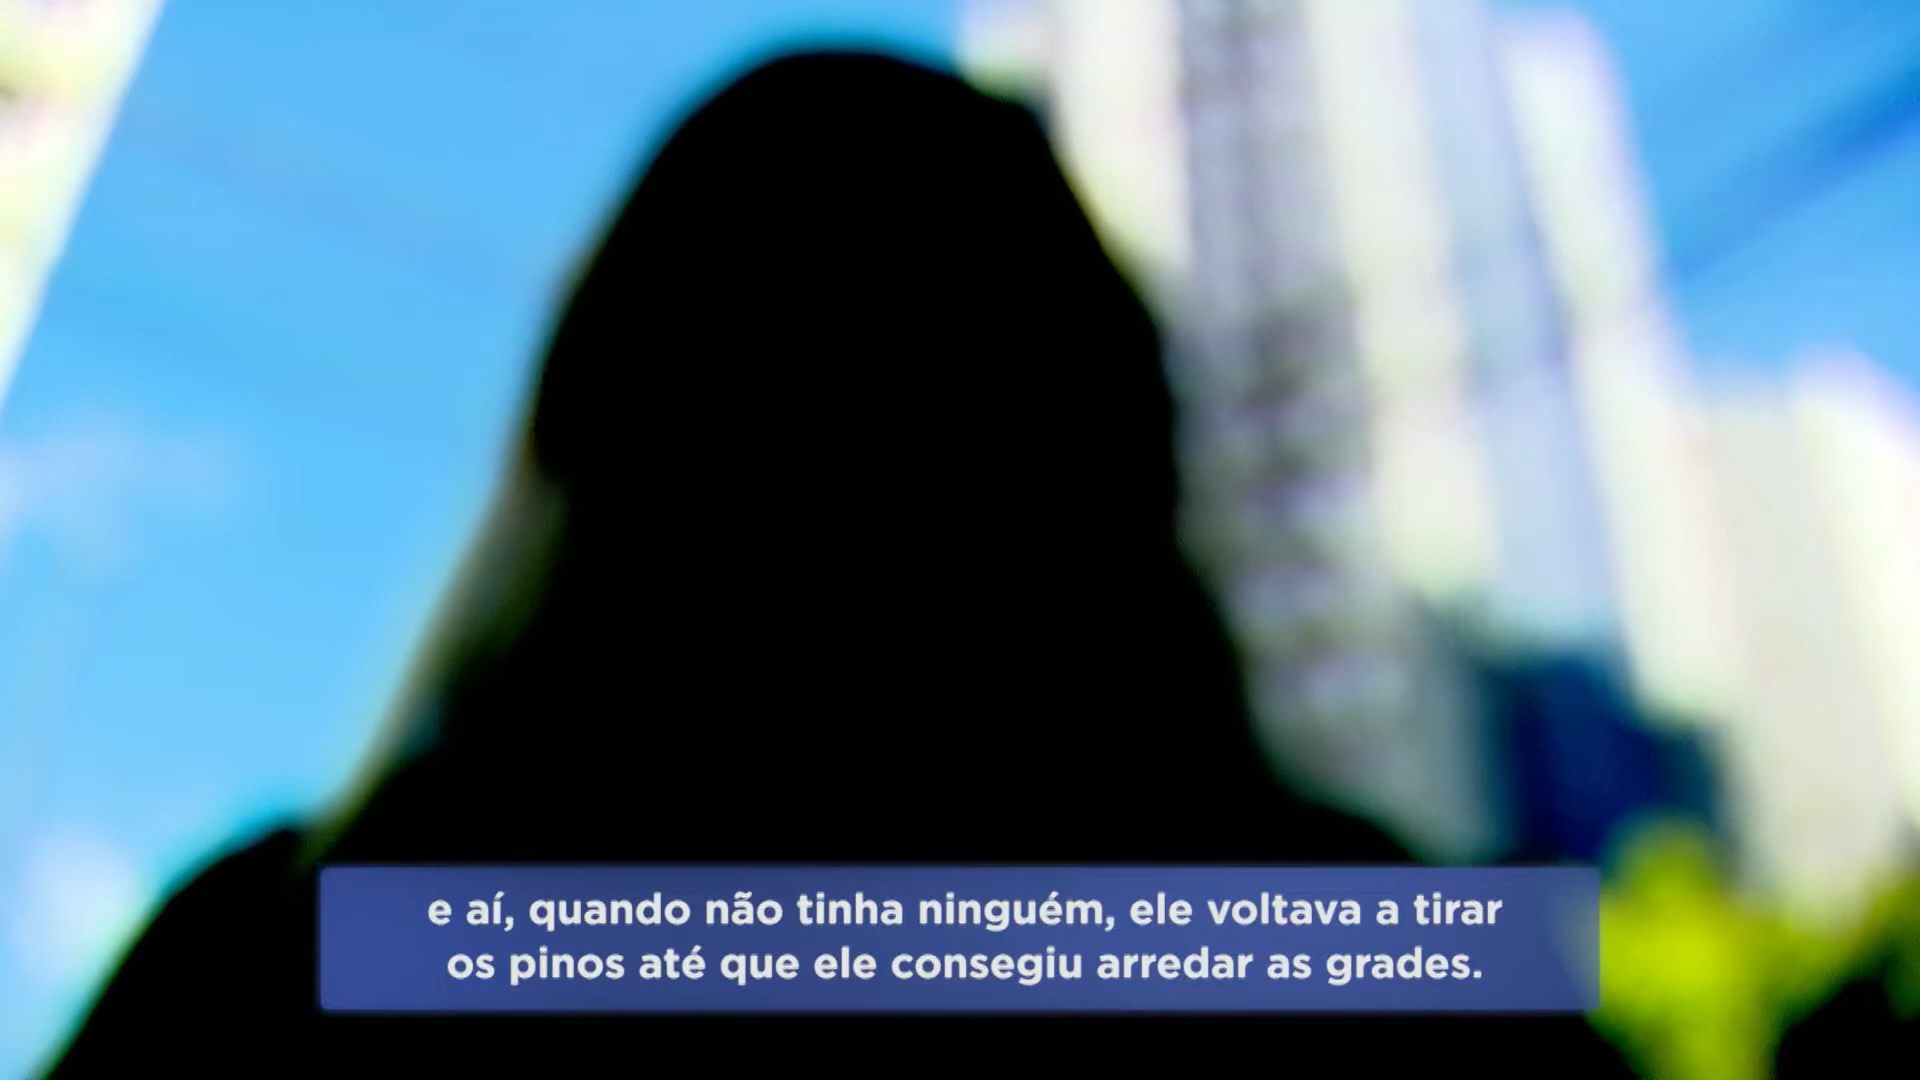 e aí, quando não tinha ninguém, ele voltava a tirar
os pinos até que ele consegiu arredar as grades.